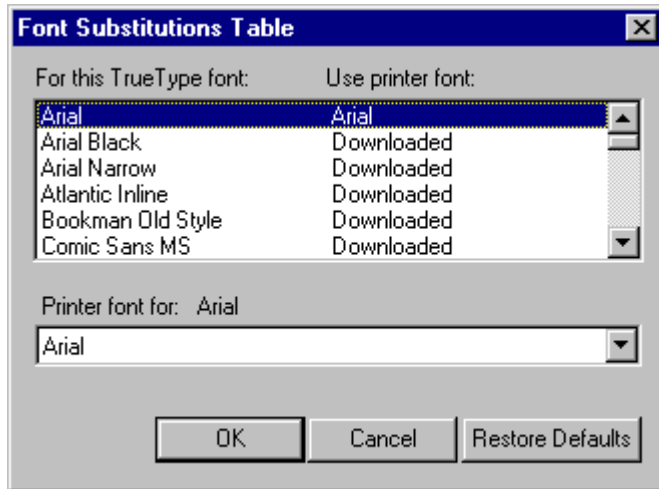 Font Substitutions Table
For this TrueType font: Use printer font:
Arial Arial
Arial Black Downloaded
Arial Narrow Downloaded
Atlantic Inline Downloaded
Bookman Old Style Downloaded
Comic Sans MS Downloaded
Printer font for: Arial
Arial
OK Cancel Restore Defaults